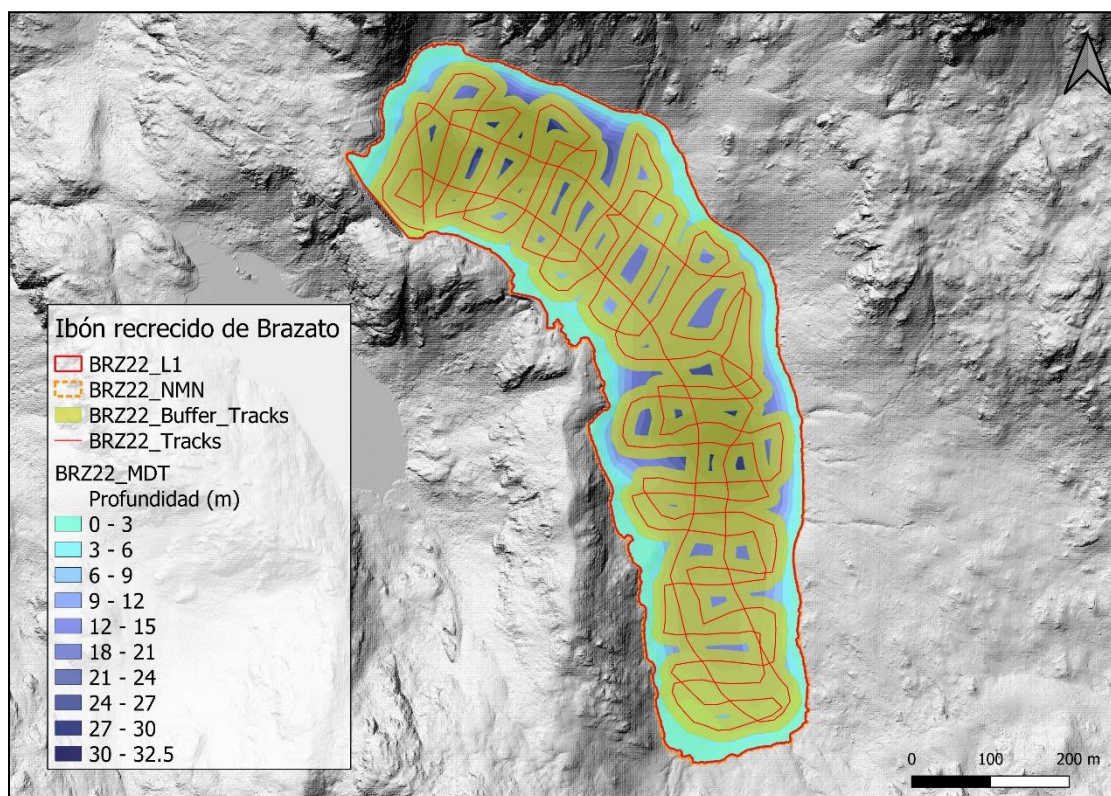 Ibón recrecido de Brazato
BRZ22_L1
BRZ22_NMN
BRZ22_Buffer_Tracks
BRZ22_Tracks
BRZ22_MDT
Profundidad (m)
0 - 3
3 - 6
6 - 9
9 - 12
12 - 15
18 - 21
21 - 24
24 - 27
27 - 30
30 - 32.5
0 100 200 m